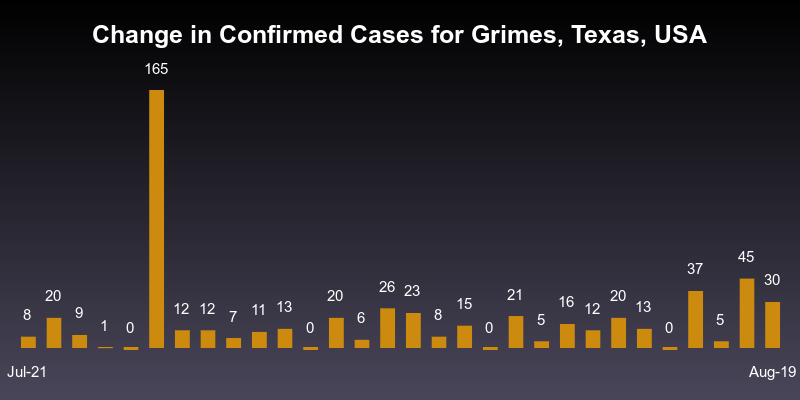 Change in Confirmed Cases for Grimes, Texas, USA
8 20 9 1 0 165 12 12 7 11 13 0 20 6 26 23 8 15 0 21 5 16 12 20 13 0 37 5 45 30
Jul-21 Aug-19